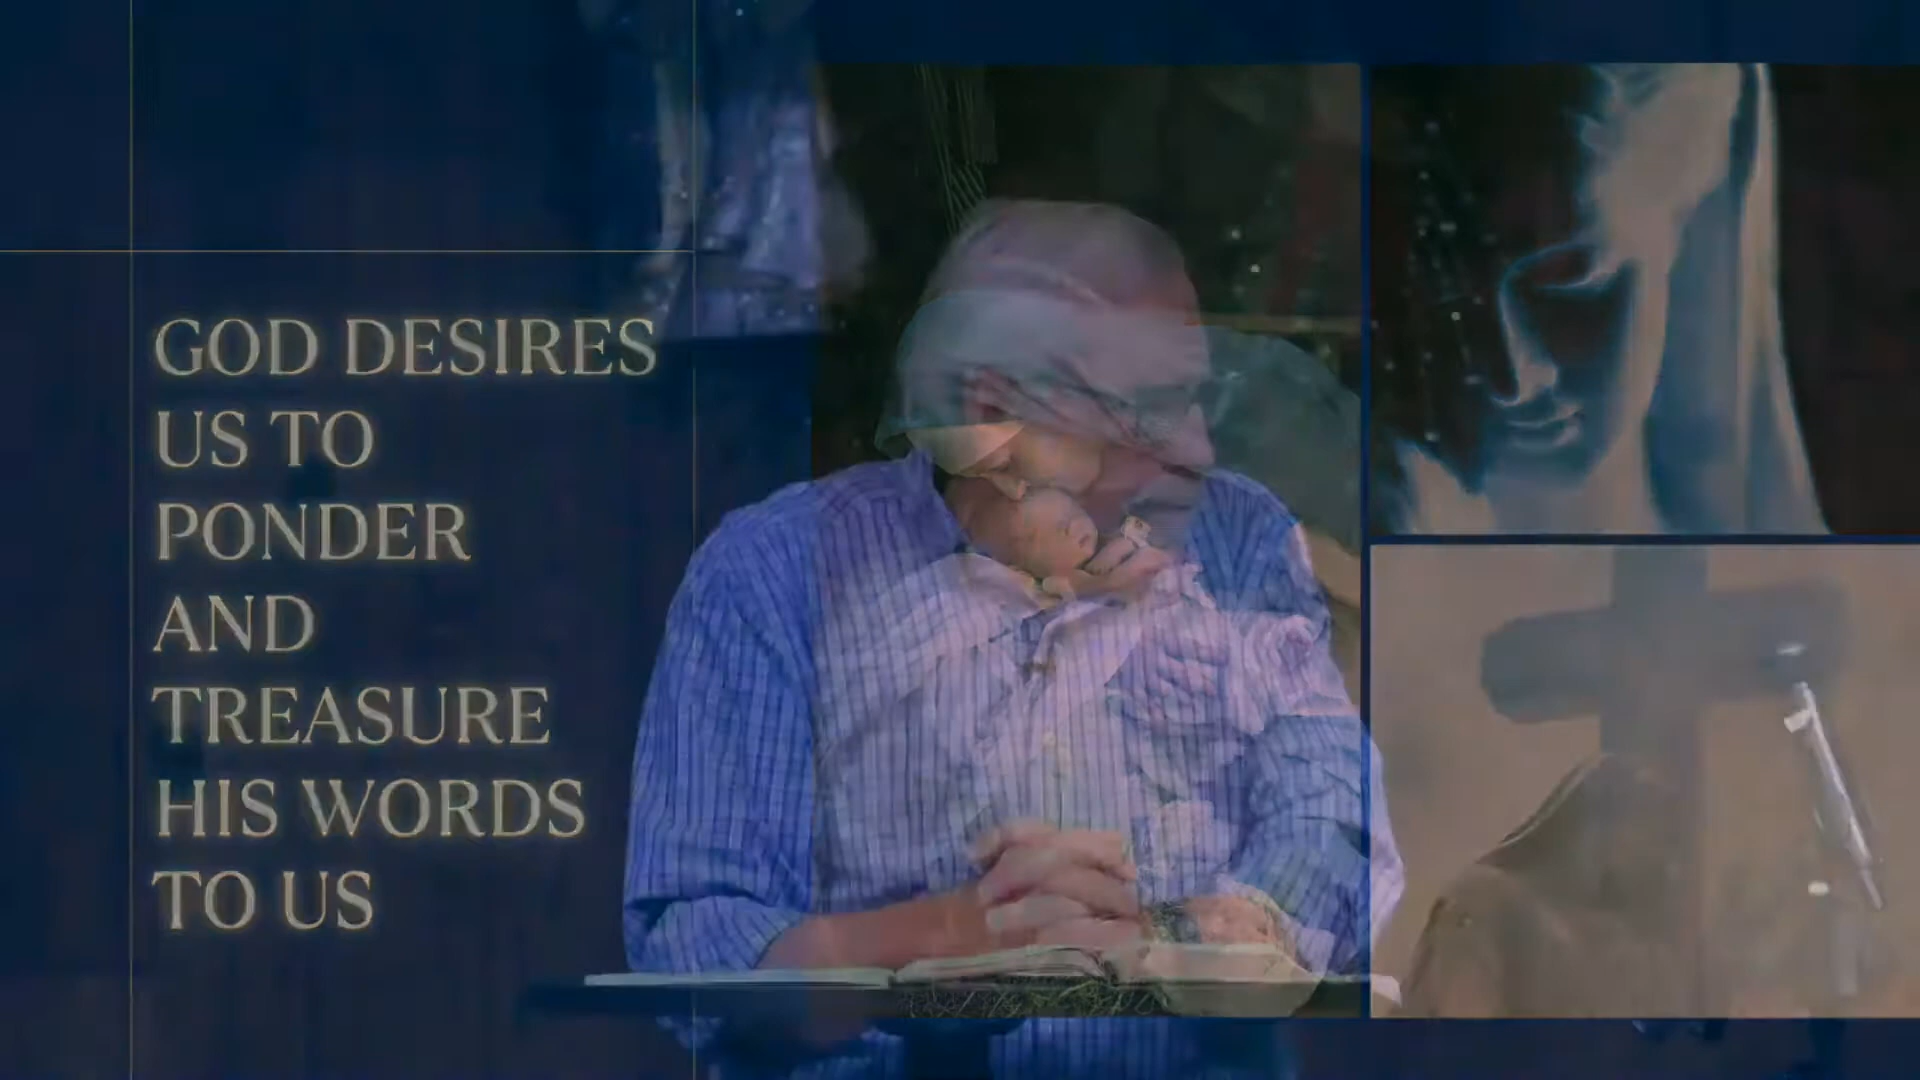 GOD DESIRES
US TO
PONDER
AND
TREASURE
HIS WORDS
TO US